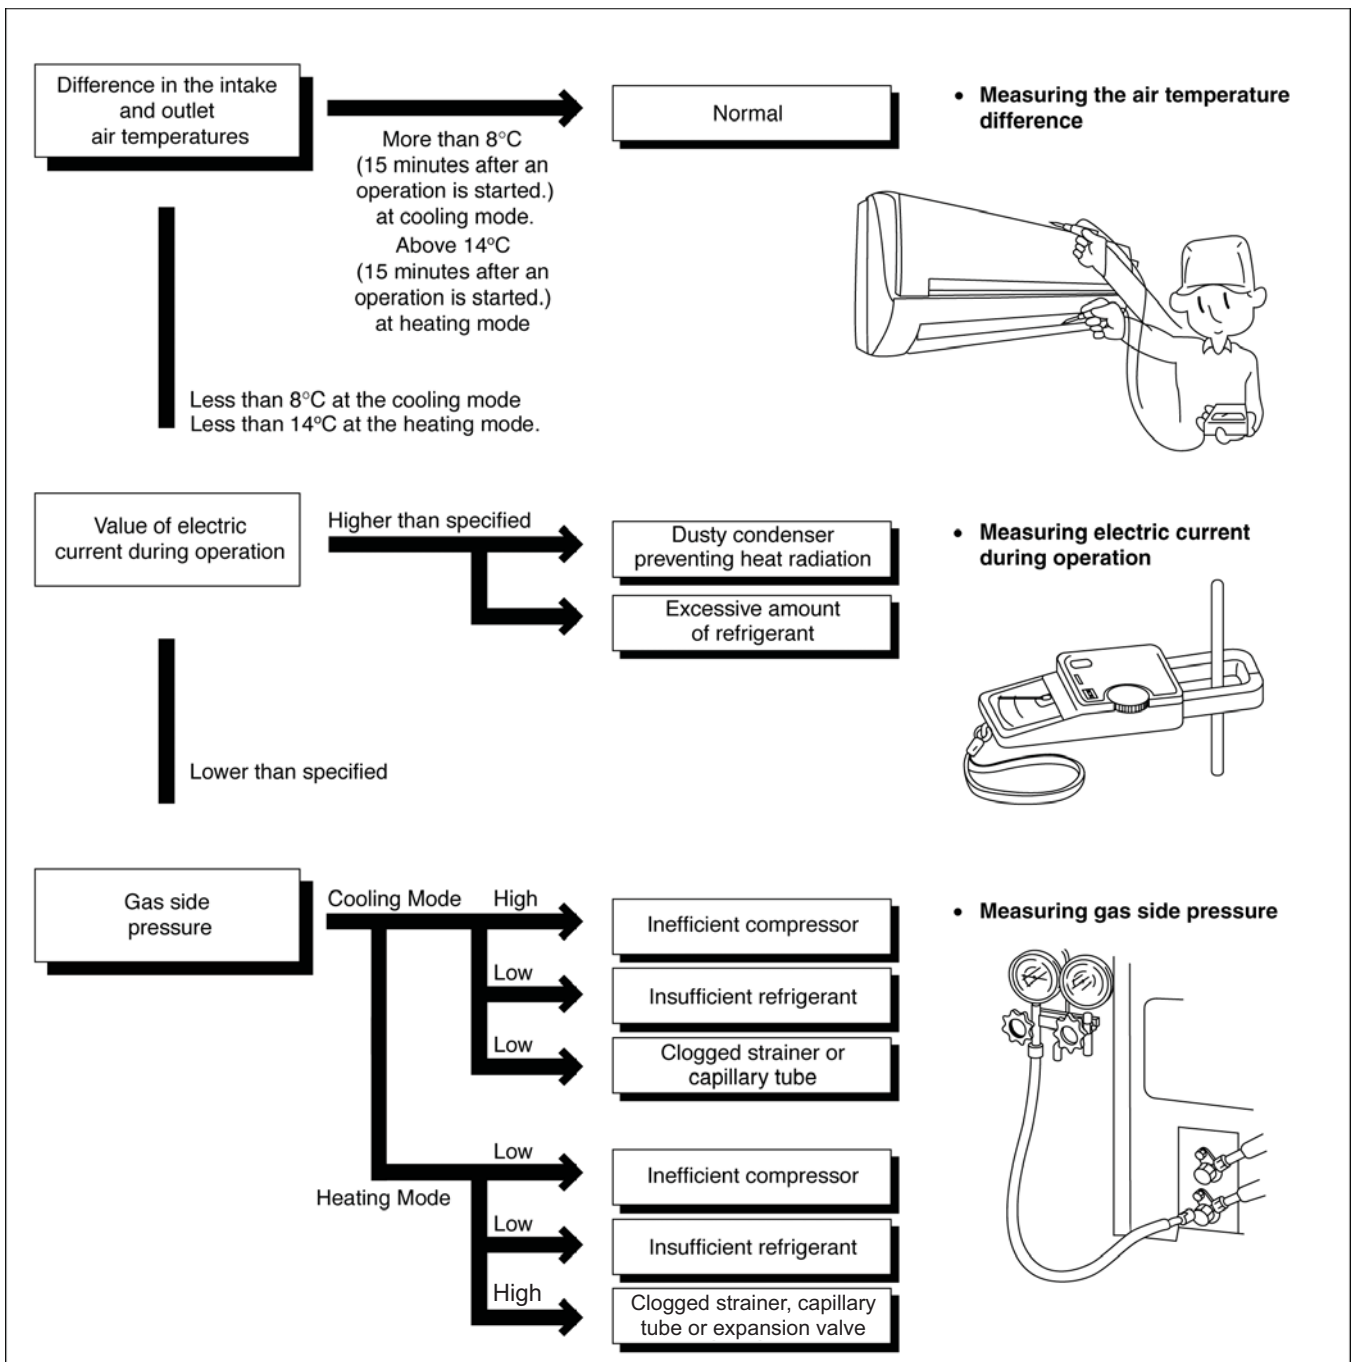 Difference in the intake
and outlet
air temperatures
More than 8°C
(15 minutes after an
operation is started.)
at cooling mode.
Above 14ºC
(15 minutes after an
operation is started.)
at heating mode
Normal
• Measuring the air temperature
difference
Less than 8°C at the cooling mode
Less than 14ºC at the heating mode.
Value of electric
current during operation
Higher than specified
Dusty condenser
preventing heat radiation
Excessive amount
of refrigerant
• Measuring electric current
during operation
Lower than specified
Gas side
pressure
Cooling Mode
High
Inefficient compressor
Low
Insufficient refrigerant
Low
Clogged strainer or
capillary tube
Heating Mode
Low
Inefficient compressor
Low
Insufficient refrigerant
High
Clogged strainer, capillary
tube or expansion valve
• Measuring gas side pressure